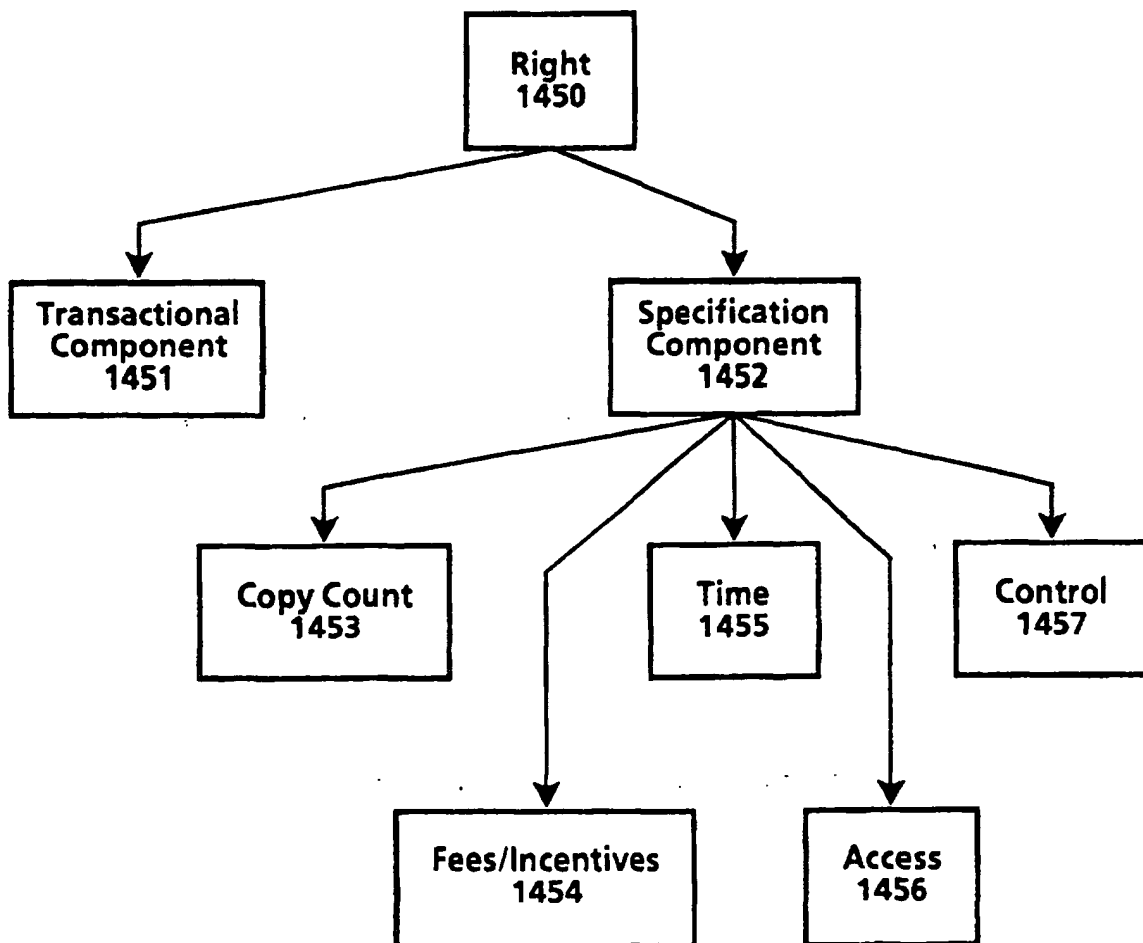 Right
1450
Transactional
Component
1451
Specification
Component
1452
Copy Count
1453
Time
1455
Control
1457
Fees/Incentives
1454
Access
1456